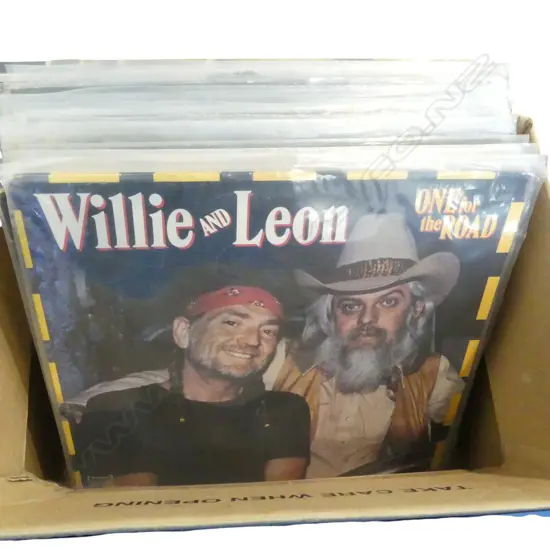 Willie AND Leon
ONE for
the ROAD
TAKE CARE WHEN OPENING